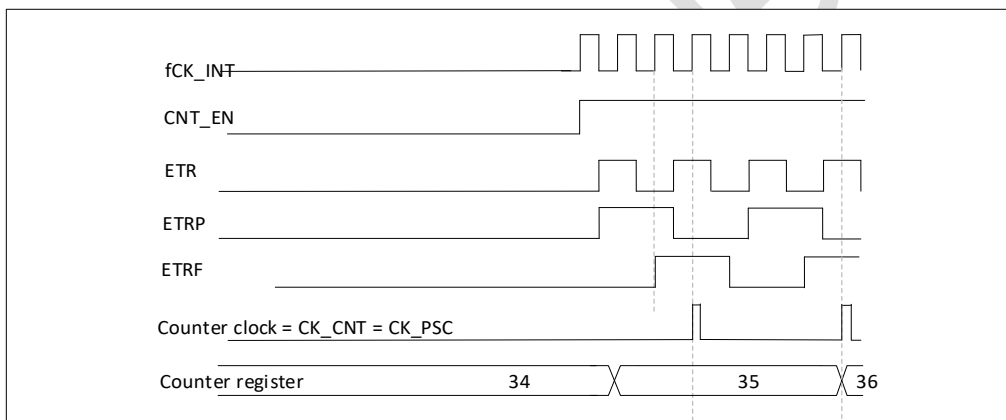 fCK_INT
CNT_EN
ETR
ETRP
ETRF
Counter clock = CK_CNT = CK_PSC
Counter register 34 35 36